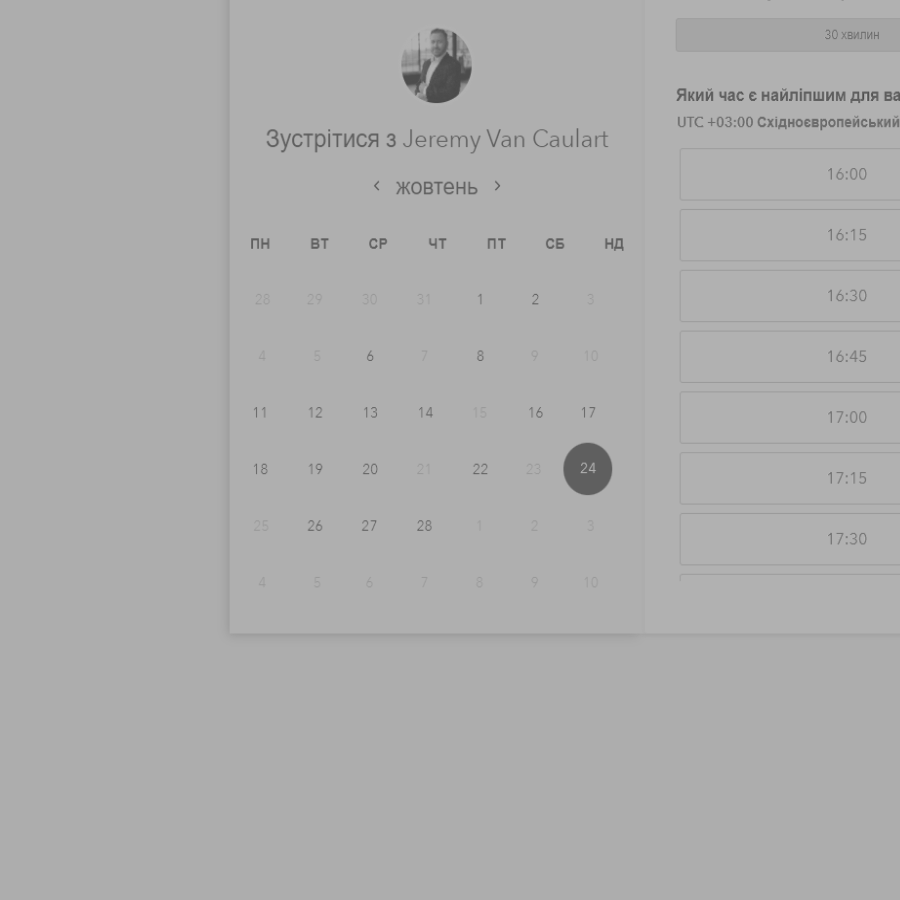 Зустрітися з Jeremy Van Caulart
жовтень
ПН ВТ СР ЧТ ПТ СБ НД
28 29 30 31 1 2 3
4 5 6 7 8 9 10
11 12 13 14 15 16 17
18 19 20 21 22 23 24
25 26 27 28 1 2 3
4 5 6 7 8 9 10
30 хвилин
Який час є найліпшим для
UTC +03:00 Східноєвропейський
16:00
16:15
16:30
16:45
17:00
17:15
17:30